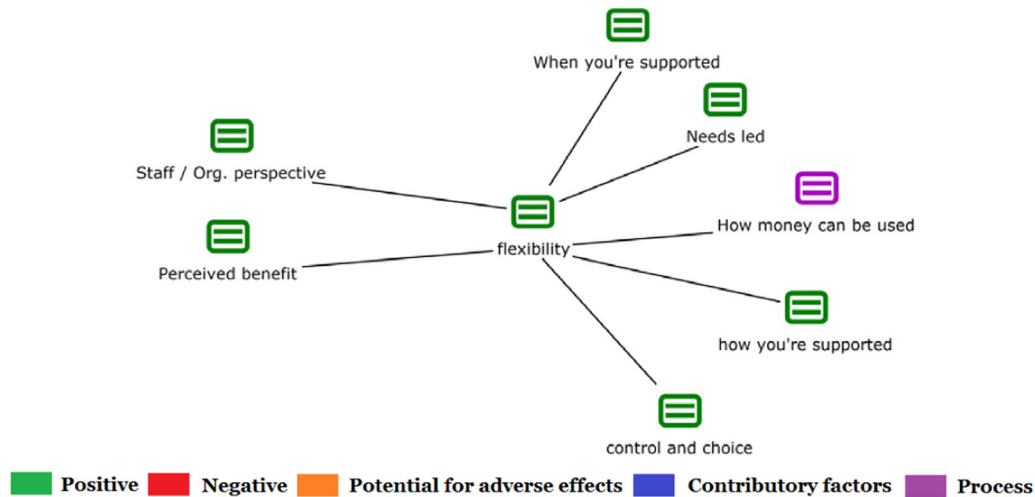 When you're supported
Needs led
Staff / Org. perspective
How money can be used
flexibility
Perceived benefit
how you're supported
control and choice
Positive Negative Potential for adverse effects Contributory factors Process